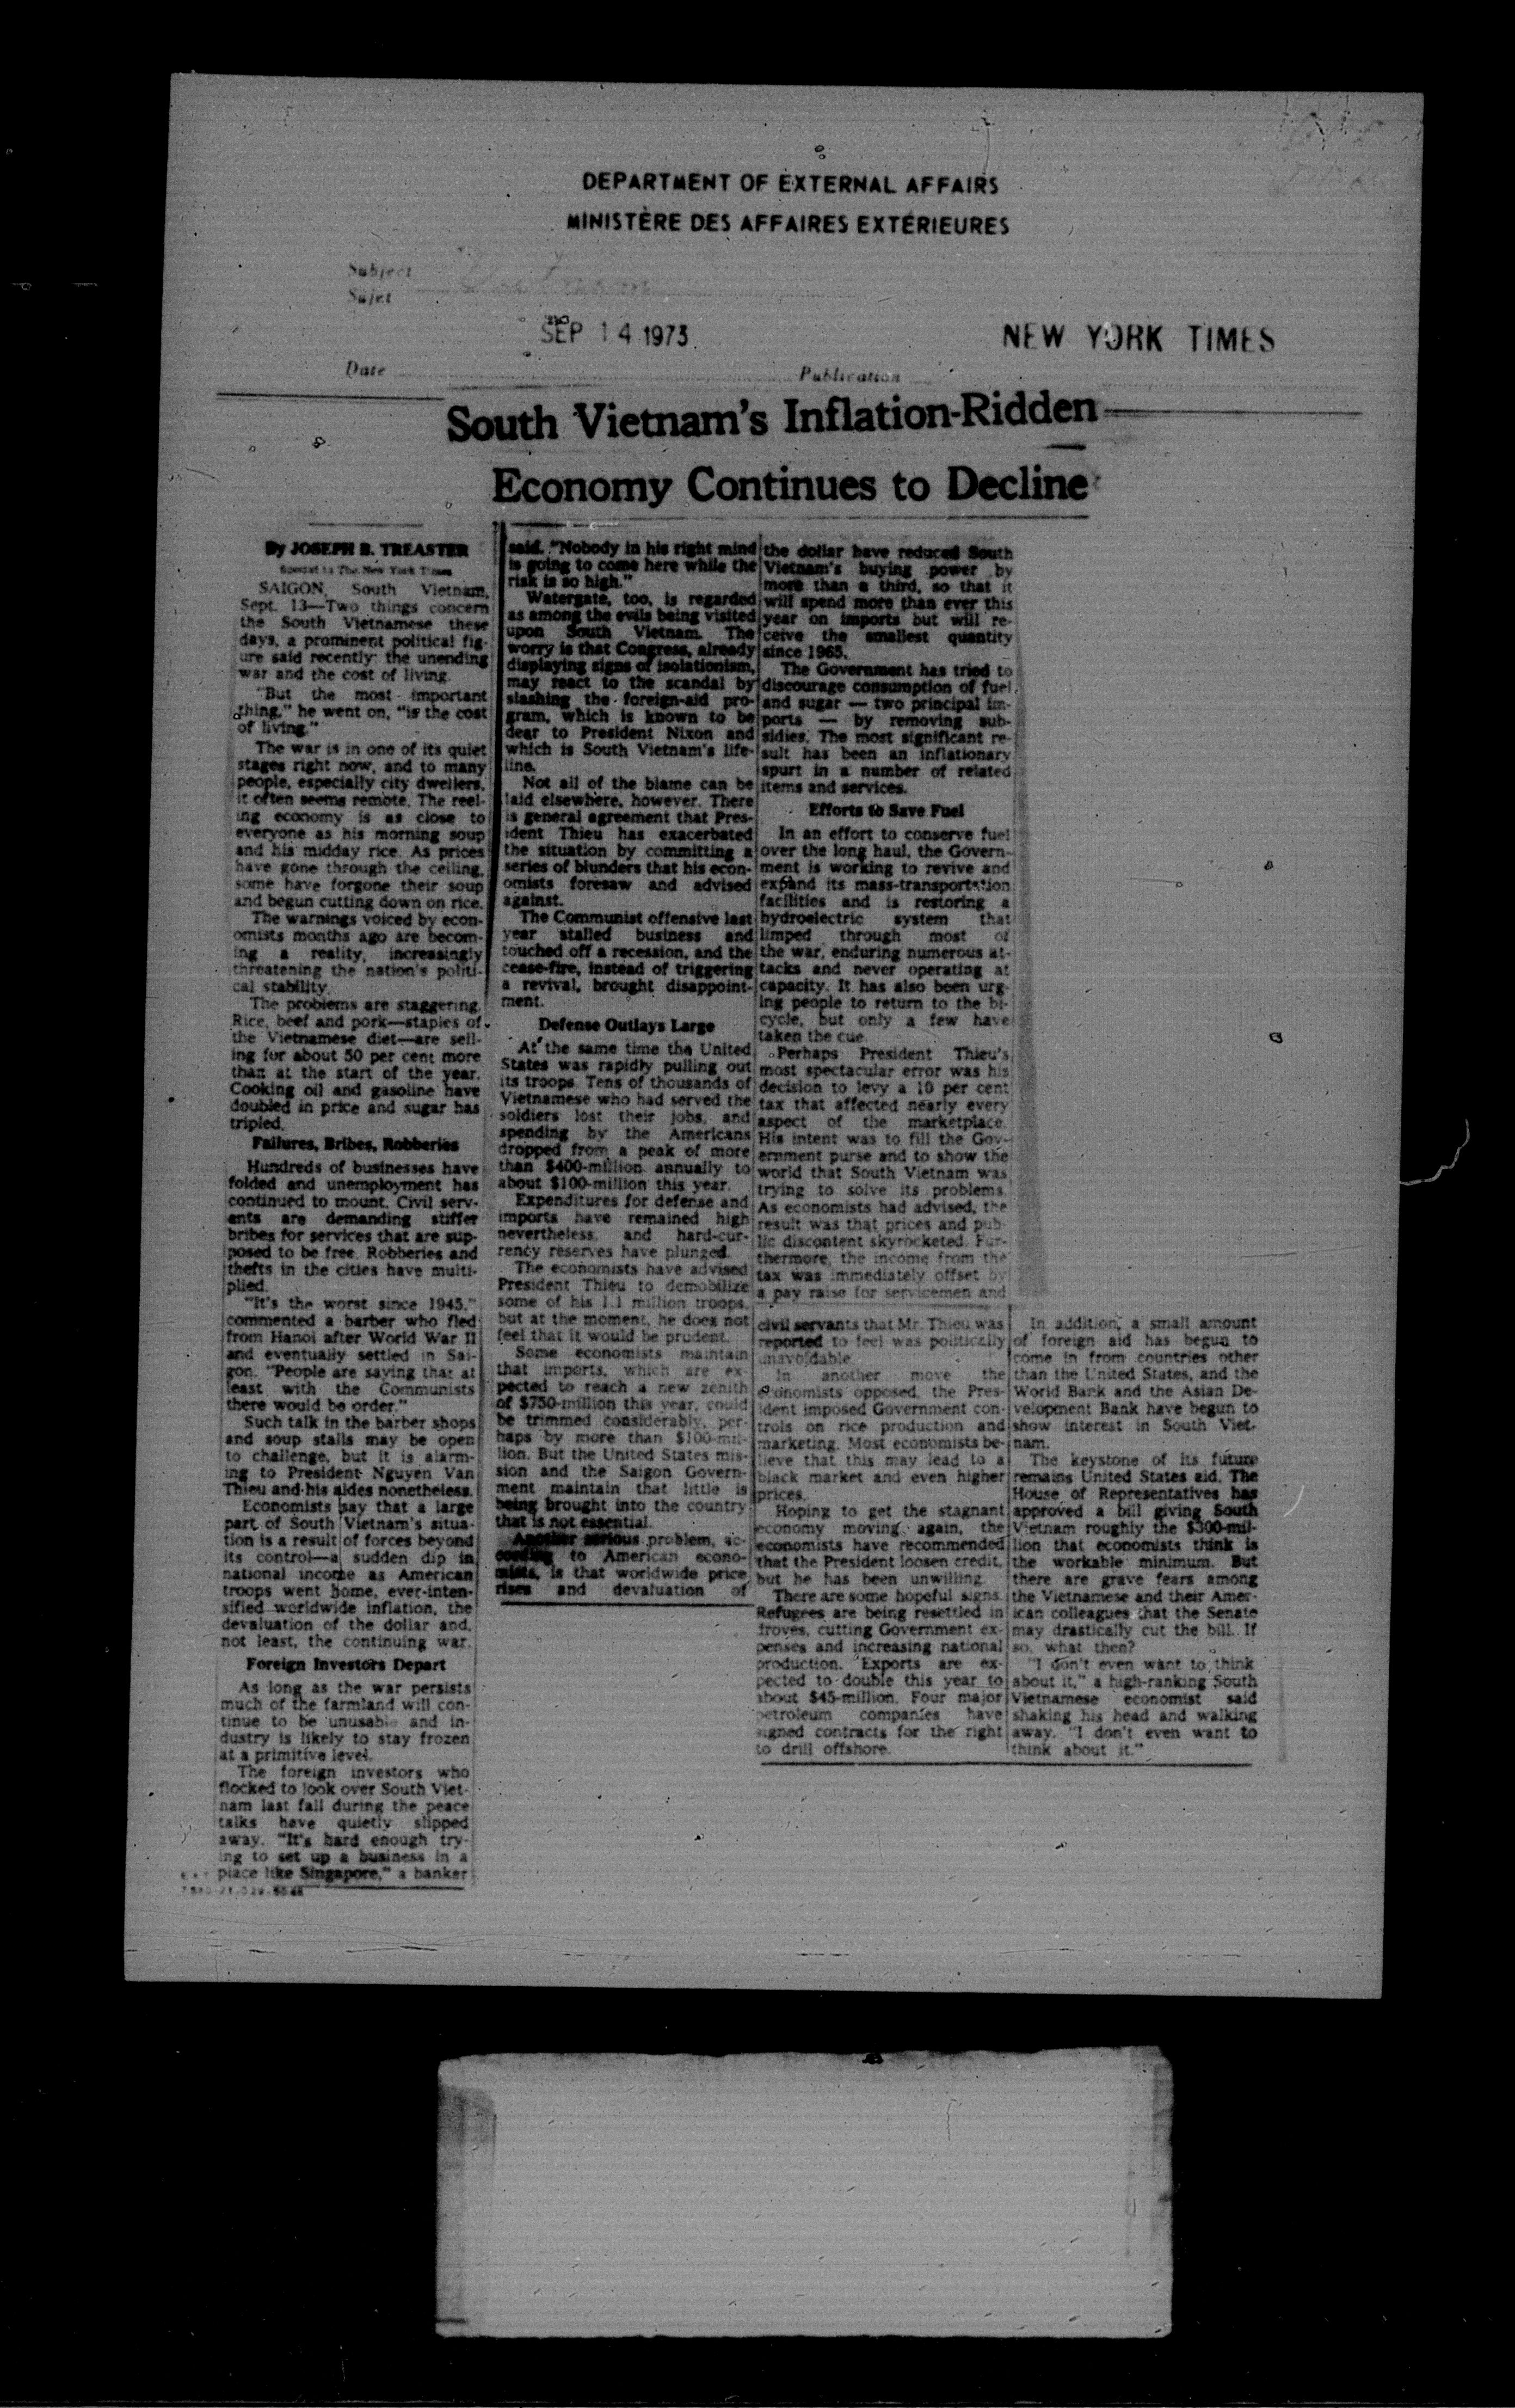 DEPARTMENT OF EXTERNAL AFFAIRS
MINISTÈRE DES AFFAIRES EXTÉRIEURES
Subject
Sujet
SEP 14 1973
NEW YORK TIMES
Date
Publication
South Vietnam's Inflation-Ridden
Economy Continues to Decline
By JOSEPH B. TREASTER
Special to The New York Times
SAIGON, South Vietnam,
Sept. 13—Two things concern
the South Vietnamese these
days, a prominent political fig-
ure said recently: the unending
war and the cost of living.
"But the most important
thing," he went on, "is the cost
of living."
The war is in one of its quiet
stages right now, and to many
people, especially city dwellers,
it often seems remote. The reel-
ing economy is as close to
everyone as his morning soup
and his midday rice. As prices
have gone through the ceiling,
some have forgone their soup
and begun cutting down on rice.
The warnings voiced by econ-
omists months ago are becom-
ing a reality, increasingly
threatening the nation's politi-
cal stability.
The problems are staggering.
Rice, beef and pork—staples of
the Vietnamese diet—are sell-
ing for about 50 per cent more
than at the start of the year.
Cooking oil and gasoline have
doubled in price and sugar has
tripled.
Failures, Bribes, Robberies
Hundreds of businesses have
folded and unemployment has
continued to mount. Civil serv-
ants are demanding stiffer
bribes for services that are sup-
posed to be free. Robberies and
thefts in the cities have multi-
plied.
"It's the worst since 1945,"
commented a barber who fled
from Hanoi after World War II
and eventually settled in Sai-
gon. "People are saying that at
least with the Communists
there would be order."
Such talk in the barber shops
and soup stalls may be open
to challenge, but it is alarm-
ing to President Nguyen Van
Thieu and his aides nonetheless.
Economists say that a large
part of South Vietnam's situa-
tion is a result of forces beyond
its control—a sudden dip in
national income as American
troops went home, ever-inten-
sified worldwide inflation, the
devaluation of the dollar and,
not least, the continuing war.
Foreign Investors Depart
As long as the war persists
much of the farmland will con-
tinue to be unusable and in-
dustry is likely to stay frozen
at a primitive level.
The foreign investors who
flocked to look over South Viet-
nam last fall during the peace
talks have quietly slipped
away. "It's hard enough try-
ing to set up a business in a
place like Singapore," a banker
said. "Nobody in his right mind
is going to come here while the
risk is so high."
Watergate, too, is regarded
as among the evils being visited
upon South Vietnam. The
worry is that Congress, already
displaying signs of isolationism,
may react to the scandal by
slashing the foreign-aid pro-
gram, which is known to be
dear to President Nixon and
which is South Vietnam's life-
line.
Not all of the blame can be
laid elsewhere, however. There
is general agreement that Pres-
ident Thieu has exacerbated
the situation by committing a
series of blunders that his econ-
omists foresaw and advised
against.
The Communist offensive last
year stalled business and
touched off a recession, and the
cease-fire, instead of triggering
a revival, brought disappoint-
ment.
Defense Outlays Large
At the same time the United
States was rapidly pulling out
its troops. Tens of thousands of
Vietnamese who had served the
soldiers lost their jobs, and
spending by the Americans
dropped from a peak of more
than $400-million annually to
about $100-million this year.
Expenditures for defense and
imports have remained high
nevertheless, and hard-cur-
rency reserves have plunged.
The economists have advised
President Thieu to demobilize
some of his 1.1 million troops,
but at the moment, he does not
feel that it would be prudent.
Some economists maintain
that imports, which are ex-
pected to reach a new zenith
of $750-million this year, could
be trimmed considerably, per-
haps by more than $100-mil-
lion. But the United States mis-
sion and the Saigon Govern-
ment maintain that little is
being brought into the country
that is not essential.
Another serious problem, ac-
cording to American econo-
mists, is that worldwide price
rises and devaluation of
the dollar have reduced South
Vietnam's buying power by
more than a third, so that it
will spend more than ever this
year on imports but will re-
ceive the smallest quantity
since 1965.
The Government has tried to
discourage consumption of fuel
and sugar — two principal im-
ports — by removing sub-
sidies. The most significant re-
sult has been an inflationary
spurt in a number of related
items and services.
Efforts to Save Fuel
In an effort to conserve fuel
over the long haul, the Govern-
ment is working to revive and
expand its mass-transportation
facilities and is restoring a
hydroelectric system that
limped through most of
the war, enduring numerous at-
tacks and never operating at
capacity. It has also been urg-
ing people to return to the bi-
cycle, but only a few have
taken the cue.
Perhaps President Thieu's
most spectacular error was his
decision to levy a 10 per cent
tax that affected nearly every
aspect of the marketplace.
His intent was to fill the Gov-
ernment purse and to show the
world that South Vietnam was
trying to solve its problems.
As economists had advised, the
result was that prices and pub-
lic discontent skyrocketed. Fur-
thermore, the income from the
tax was immediately offset by
a pay raise for servicemen and
civil servants that Mr. Thieu was
reported to feel was politically
unavoidable.
In another move the
economists opposed, the Pres-
ident imposed Government con-
trols on rice production and
marketing. Most economists be-
lieve that this may lead to a
black market and even higher
prices.
Hoping to get the stagnant
economy moving again, the
economists have recommended
that the President loosen credit,
but he has been unwilling.
There are some hopeful signs.
Refugees are being resettled in
droves, cutting Government ex-
penses and increasing national
production. Exports are ex-
pected to double this year to
about $45-million. Four major
petroleum companies have
signed contracts for the right
to drill offshore.
In addition, a small amount
of foreign aid has begun to
come in from countries other
than the United States, and the
World Bank and the Asian De-
velopment Bank have begun to
show interest in South Viet-
nam.
The keystone of its future
remains United States aid. The
House of Representatives has
approved a bill giving South
Vietnam roughly the $300-mil-
lion that economists think is
the workable minimum. But
there are grave fears among
the Vietnamese and their Amer-
ican colleagues that the Senate
may drastically cut the bill. If
so, what then?
"I don't even want to think
about it," a high-ranking South
Vietnamese economist said
shaking his head and walking
away. "I don't even want to
think about it."